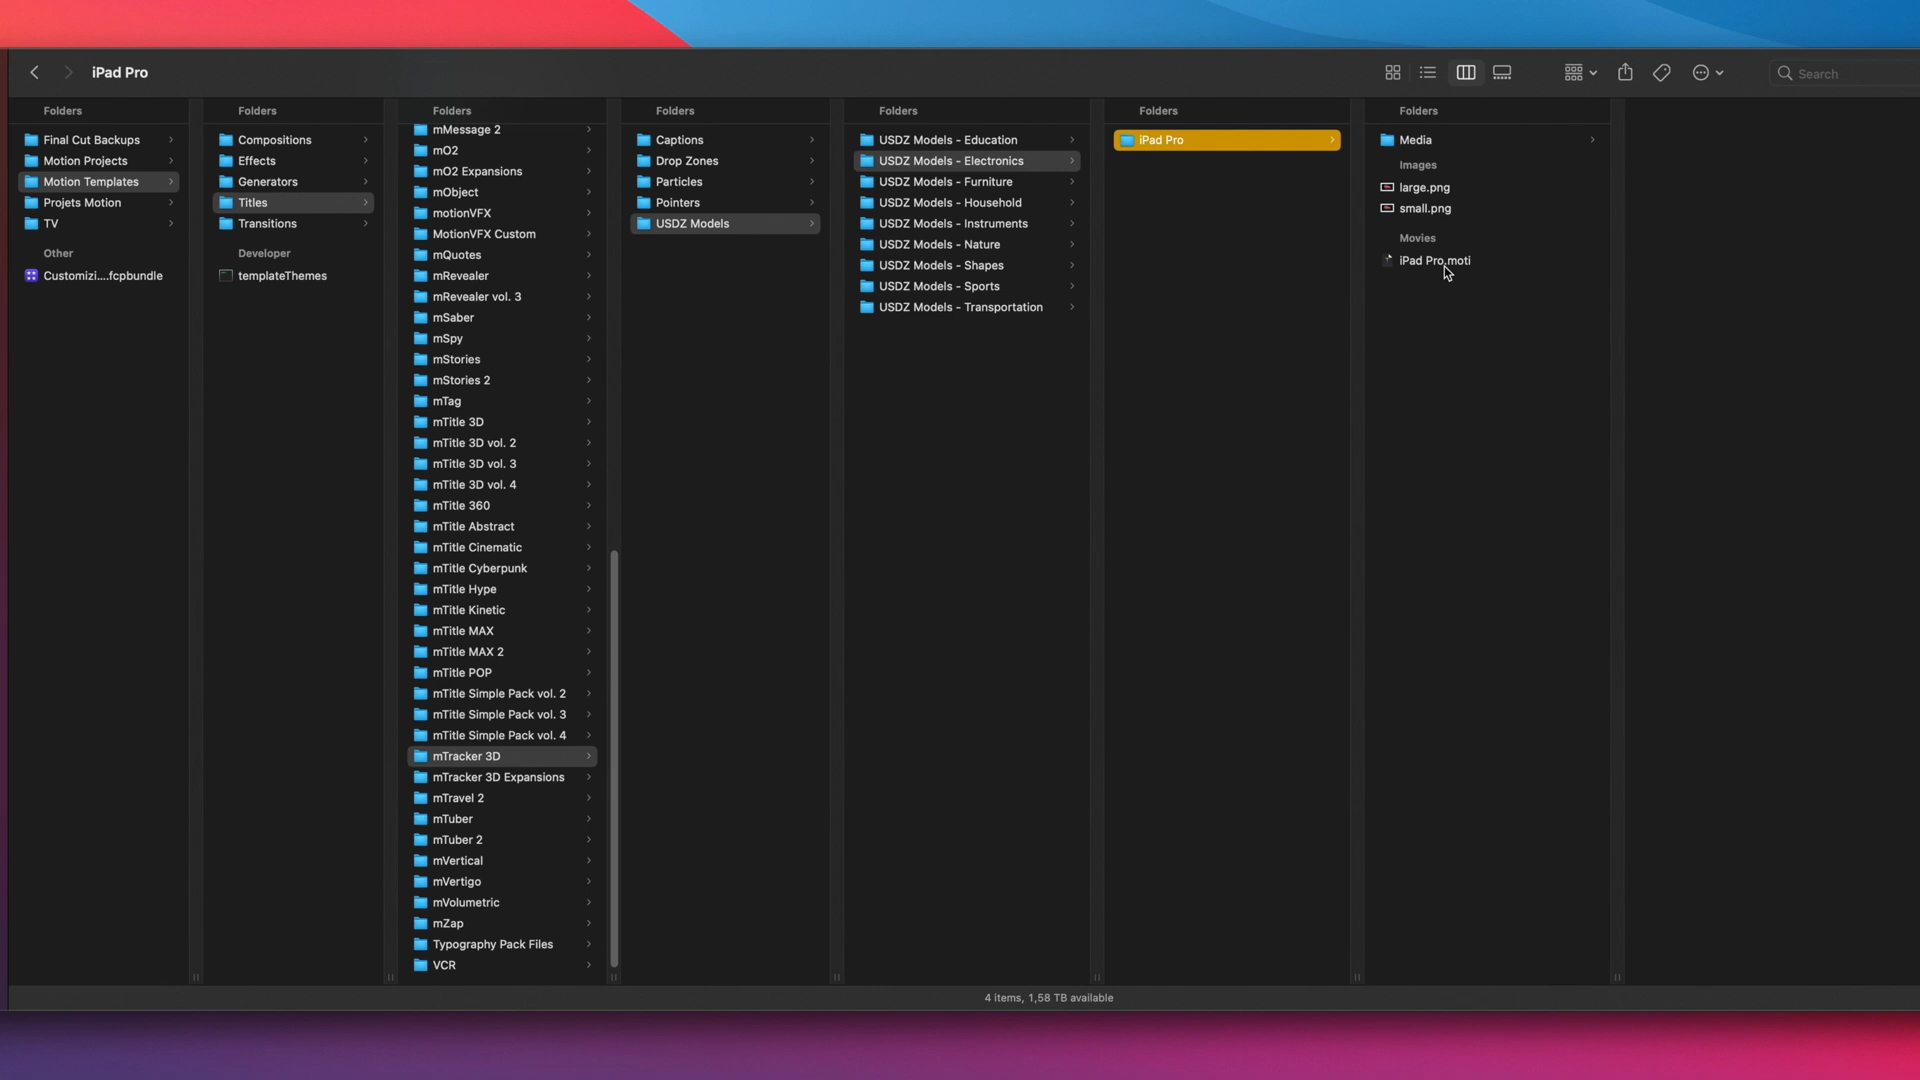 iPad Pro
Search
Folders
Final Cut Backups
Motion Projects
Motion Templates
Projets Motion
TV
Other
Customizi....fcpbundle
Folders
Compositions
Effects
Generators
Titles
Transitions
Developer
templateThemes
Folders
mMessage 2
mO2
mO2 Expansions
mObject
motionVFX
MotionVFX Custom
mQuotes
mRevealer
mRevealer vol. 3
mSaber
mSpy
mStories
mStories 2
mTag
mTitle 3D
mTitle 3D vol. 2
mTitle 3D vol. 3
mTitle 3D vol. 4
mTitle 360
mTitle Abstract
mTitle Cinematic
mTitle Cyberpunk
mTitle Hype
mTitle Kinetic
mTitle MAX
mTitle MAX 2
mTitle POP
mTitle Simple Pack vol. 2
mTitle Simple Pack vol. 3
mTitle Simple Pack vol. 4
mTracker 3D
mTracker 3D Expansions
mTravel 2
mTuber
mTuber 2
mVertical
mVertigo
mVolumetric
mZap
Typography Pack Files
VCR
Folders
Captions
Drop Zones
Particles
Pointers
USDZ Models
Folders
USDZ Models - Education
USDZ Models - Electronics
USDZ Models - Furniture
USDZ Models - Household
USDZ Models - Instruments
USDZ Models - Nature
USDZ Models - Shapes
USDZ Models - Sports
USDZ Models - Transportation
Folders
iPad Pro
Folders
Media
Images
large.png
small.png
Movies
iPad Pro.moti
4 items, 1,58 TB available